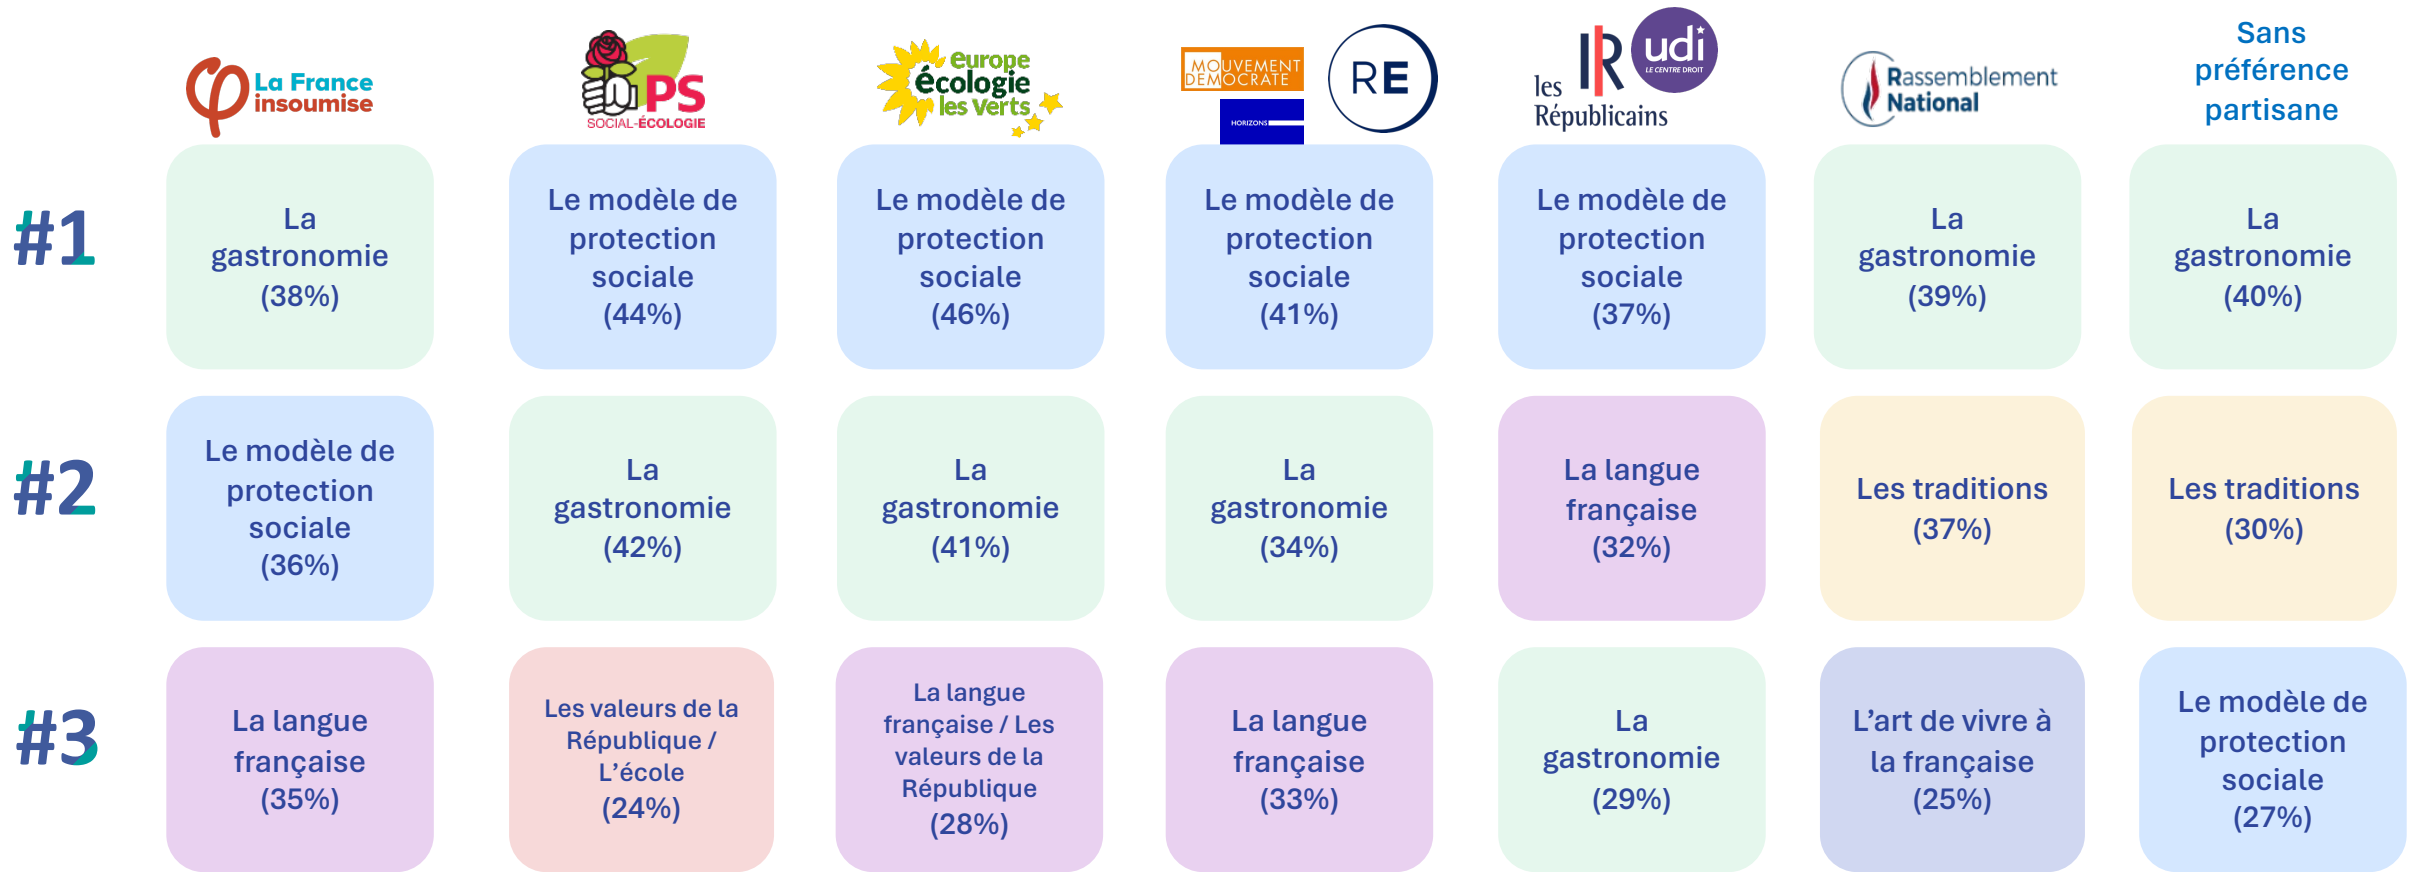 La France
insoumise
PS
SOCIAL-ÉCOLOGIE
europe
écologie
les verts
MOUVEMENT
DEMOCRATE
HORIZONS
RE
les
Républicains
lR
udi
LE CENTRE DROIT
Rassemblement
National
Sans
préférence
partisane
#1
La
gastronomie
(38%)
Le modèle de
protection
sociale
(44%)
Le modèle de
protection
sociale
(46%)
Le modèle de
protection
sociale
(41%)
Le modèle de
protection
sociale
(37%)
La
gastronomie
(39%)
La
gastronomie
(40%)
#2
Le modèle de
protection
sociale
(36%)
La
gastronomie
(42%)
La
gastronomie
(41%)
La
gastronomie
(34%)
La langue
française
(32%)
Les traditions
(37%)
Les traditions
(30%)
#3
La langue
française
(35%)
Les valeurs de la
République /
L’école
(24%)
La langue
française / Les
valeurs de la
République
(28%)
La langue
française
(33%)
La
gastronomie
(29%)
L’art de vivre à
la française
(25%)
Le modèle de
protection
sociale
(27%)